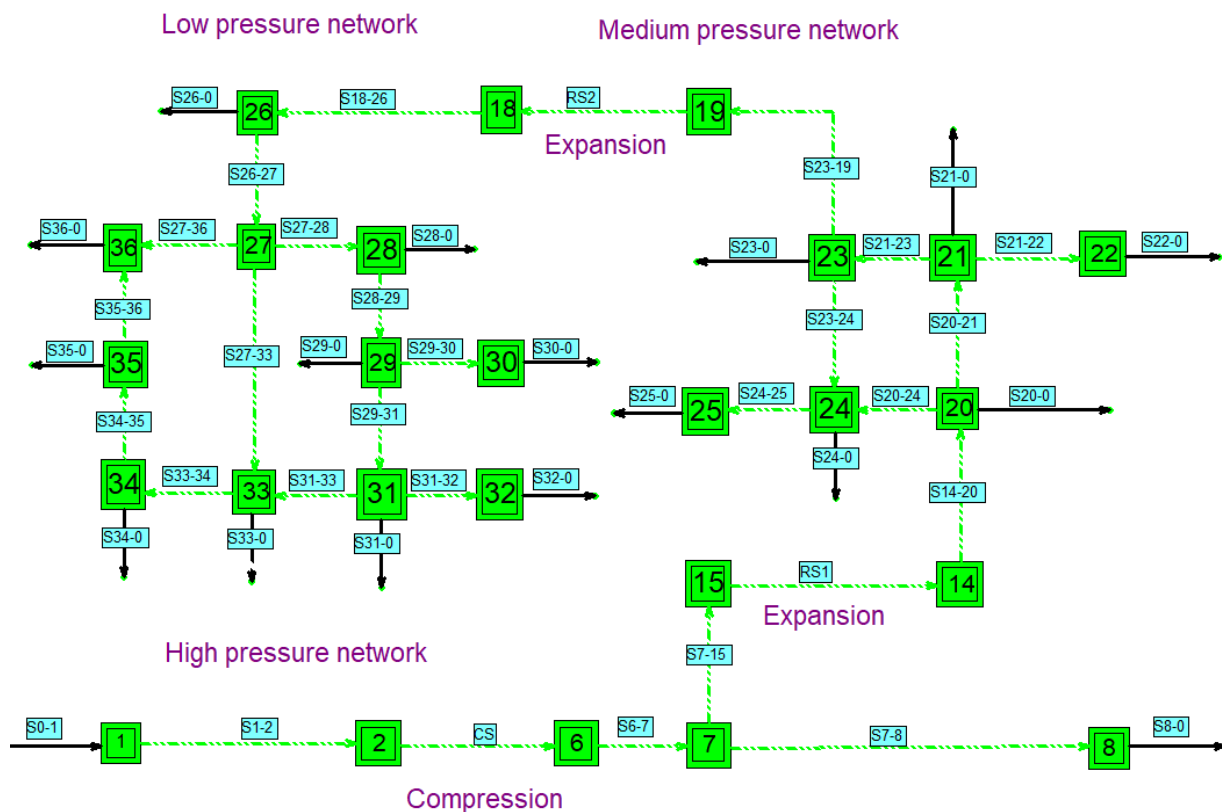 Low pressure network
Medium pressure network
S26-0
26
S18-26
18
RS2
19
Expansion
S26-27
S23-19
S21-0
S36-0
36
S27-36
27
S27-28
28
S28-0
S23-0
23
S21-23
21
S21-22
22
S22-0
S28-29
S35-36
S23-24
S20-21
S35-0
35
S27-33
S29-0
29
S29-30
30
S30-0
S25-0
25
S24-25
24
S20-24
20
S20-0
S34-35
S29-31
S24-0
34
S33-34
33
S31-33
31
S31-32
32
S32-0
S14-20
S34-0
S33-0
S31-0
15
RS1
14
Expansion
High pressure network
S7-15
S0-1
1
S1-2
2
CS
6
S6-7
7
S7-8
8
S8-0
Compression